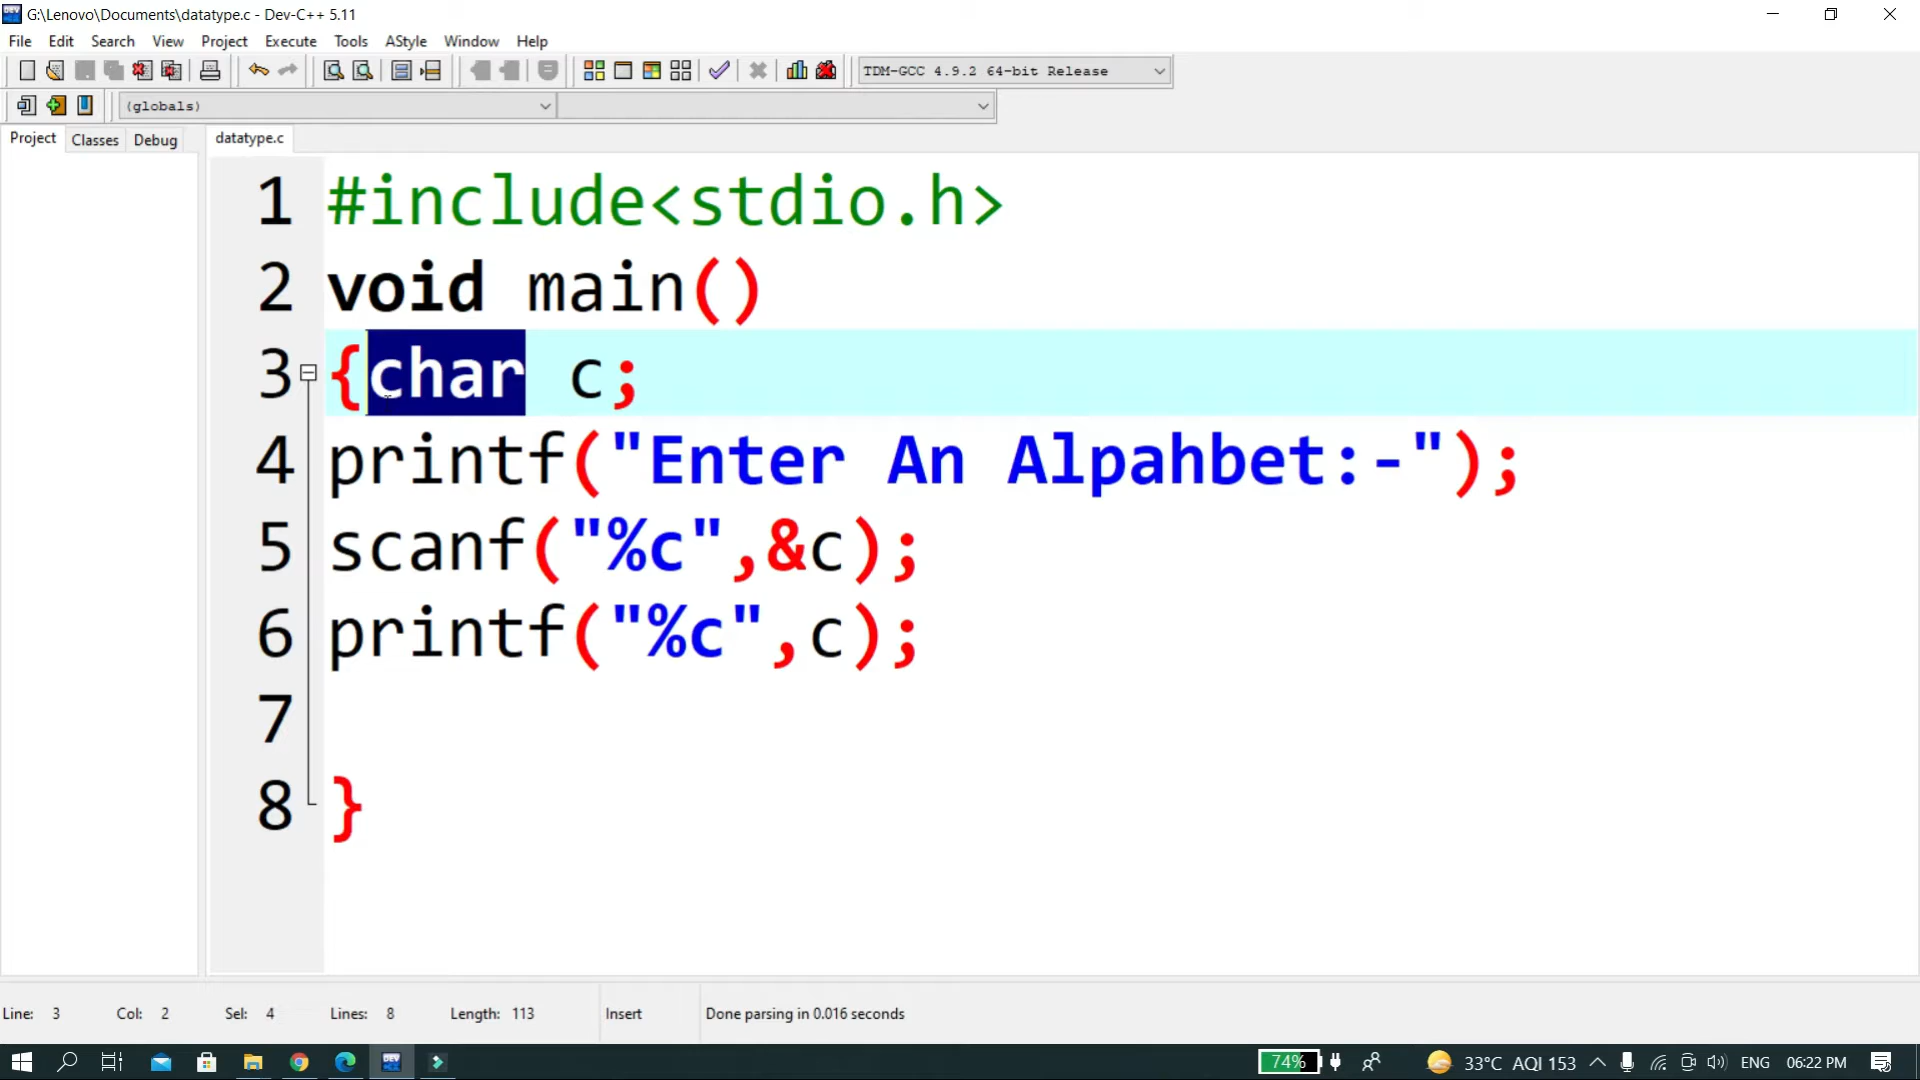 G:\Lenovo\Documents\datatype.c - Dev-C++ 5.11
File Edit Search View Project Execute Tools AStyle Window Help
TDM-GCC 4.9.2 64-bit Release
(globals)
Project Classes Debug datatype.c
1 #include<stdio.h>
2 void main()
3 {char c;
4 printf("Enter An Alpahbet:-");
5 scanf("%c",&c);
6 printf("%c",c);
7
8 }
Line: 3 Col: 2 Sel: 4 Lines: 8 Length: 113 Insert Done parsing in 0.016 seconds
DEV 74% 33°C AQI 153 ENG 06:22 PM